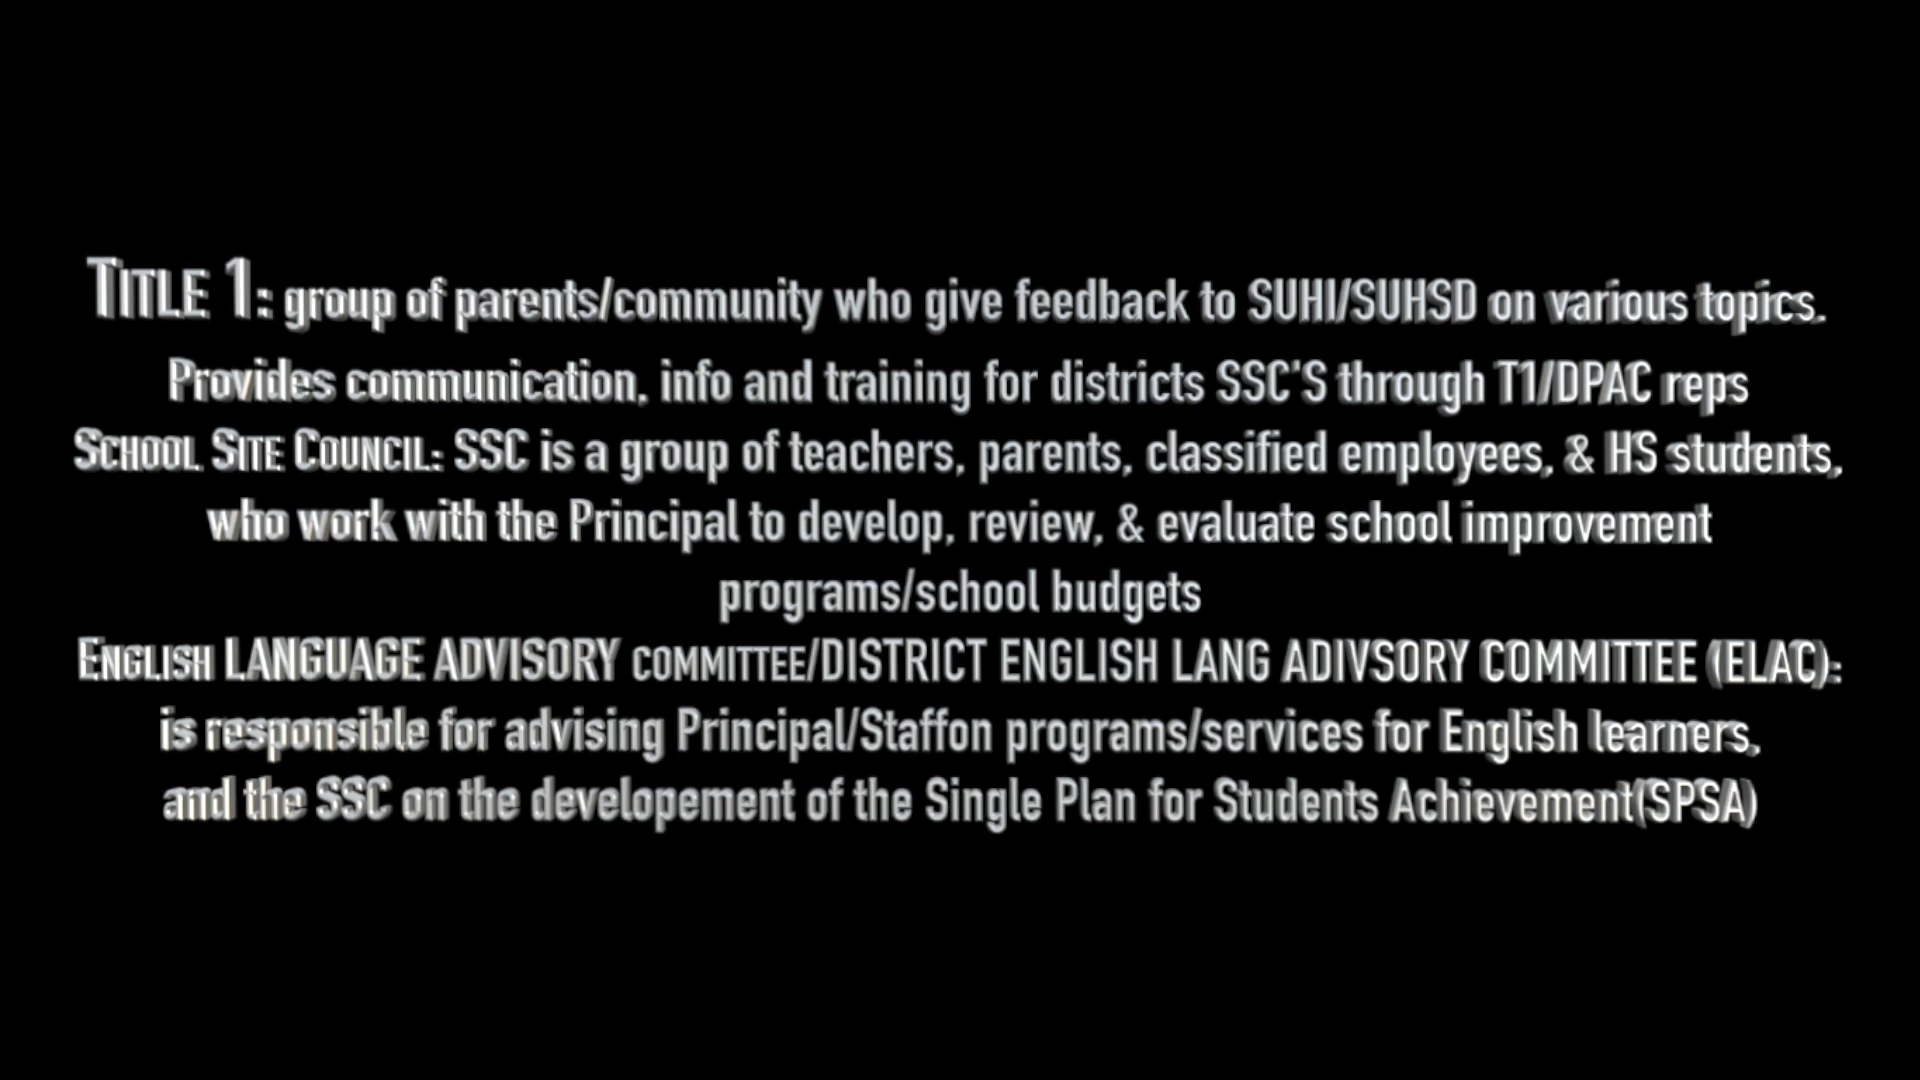 TITLE 1: group of parents/community who give feedback to SUHI/SUHSD on various topics.
Provides communication, info and training for districts SSC'S through T1/DPAC reps
SCHOOL SITE COUNCIL: SSC is a group of teachers, parents, classified employees, & HS students,
who work with the Principal to develop, review, & evaluate school improvement
programs/school budgets
ENGLISH LANGUAGE ADVISORY COMMITTEE/DISTRICT ENGLISH LANG ADIVSORY COMMITTEE (ELAC):
is responsible for advising Principal/Staffon programs/services for English learners,
and the SSC on the developement of the Single Plan for Students Achievement(SPSA)